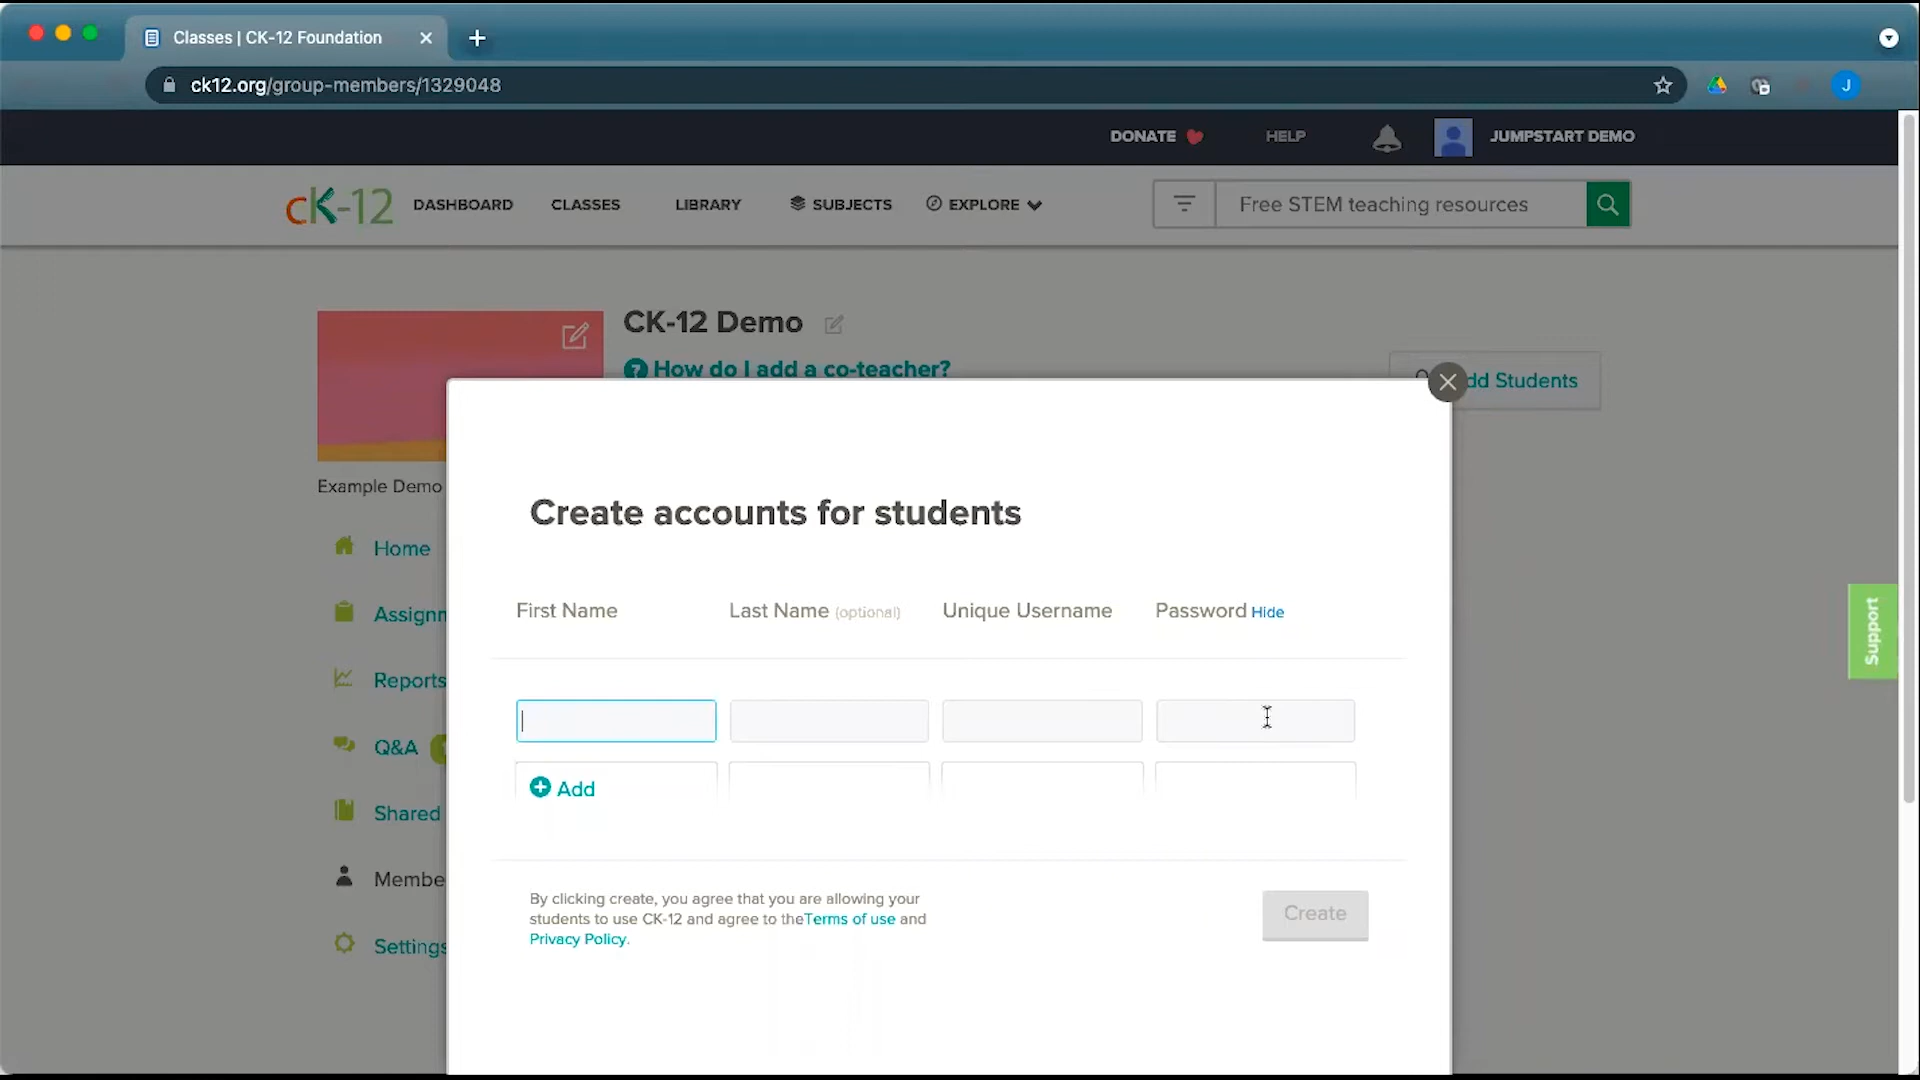 Classes | CK-12 Foundation
ck12.org/group-members/1329048
J
DONATE HELP JUMPSTART DEMO
cK-12 DASHBOARD CLASSES LIBRARY SUBJECTS EXPLORE Free STEM teaching resources
CK-12 Demo
How do I add a co-teacher?
dd Students
Example Demo
Create accounts for students
Home
First Name Last Name (optional) Unique Username Password Hide
Assignm
Support
Reports
Q&A
Add
Shared
Membe
By clicking create, you agree that you are allowing your
students to use CK-12 and agree to theTerms of use and
Privacy Policy.
Create
Settings